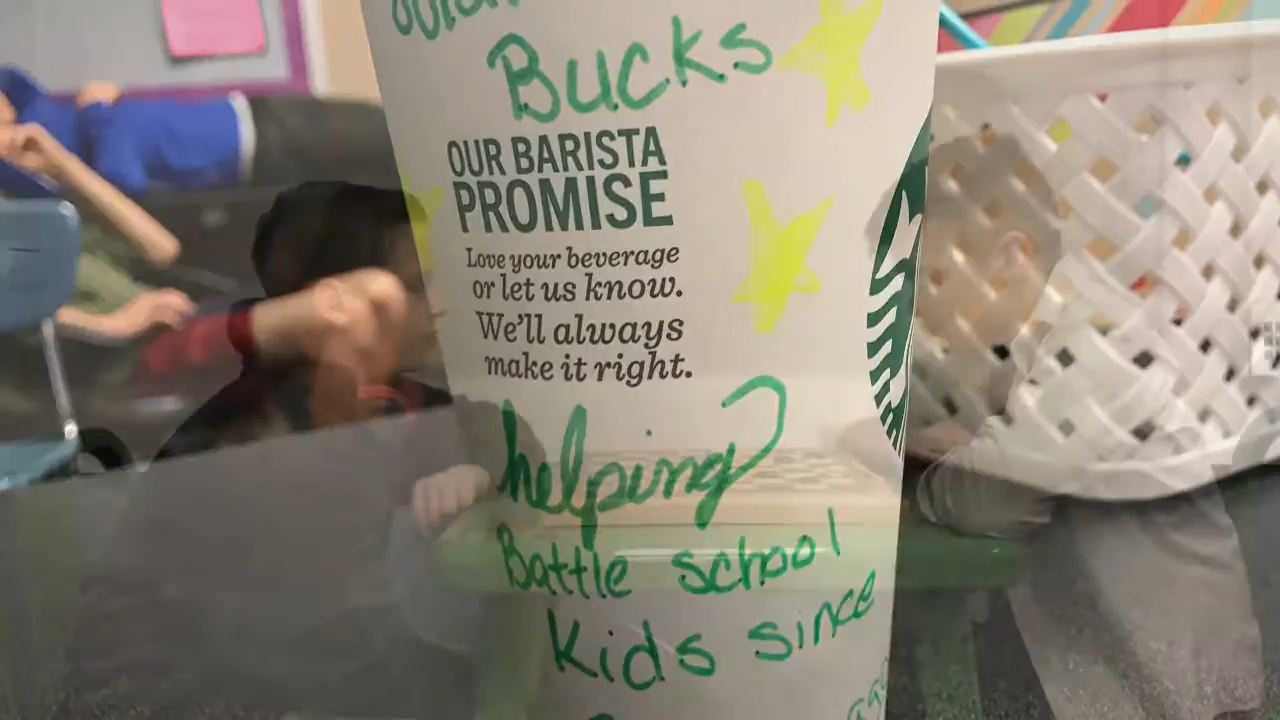 Bucks
OUR BARISTA
PROMISE
Love your beverage
or let us know.
We'll always
make it right.
helping
Battle school
Kids since